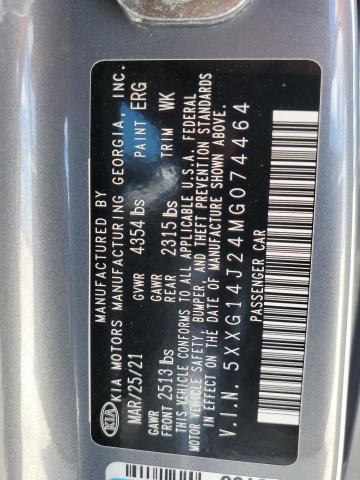 MANUFACTURED BY
KIA KIA MOTORS MANUFACTURING GEORGIA, INC.
MAR/25/21 GVWR 4354 lbs PAINT ERG
GAWR FRONT 2513 lbs GAWR REAR 2315 lbs TRIM WK
THIS VEHICLE CONFORMS TO ALL APPLICABLE U.S.A. FEDERAL
MOTOR VEHICLE SAFETY, BUMPER, AND THEFT PREVENTION STANDARDS
IN EFFECT ON THE DATE OF MANUFACTURE SHOWN ABOVE.
V.I.N. 5XXG14J24MG074464
PASSENGER CAR